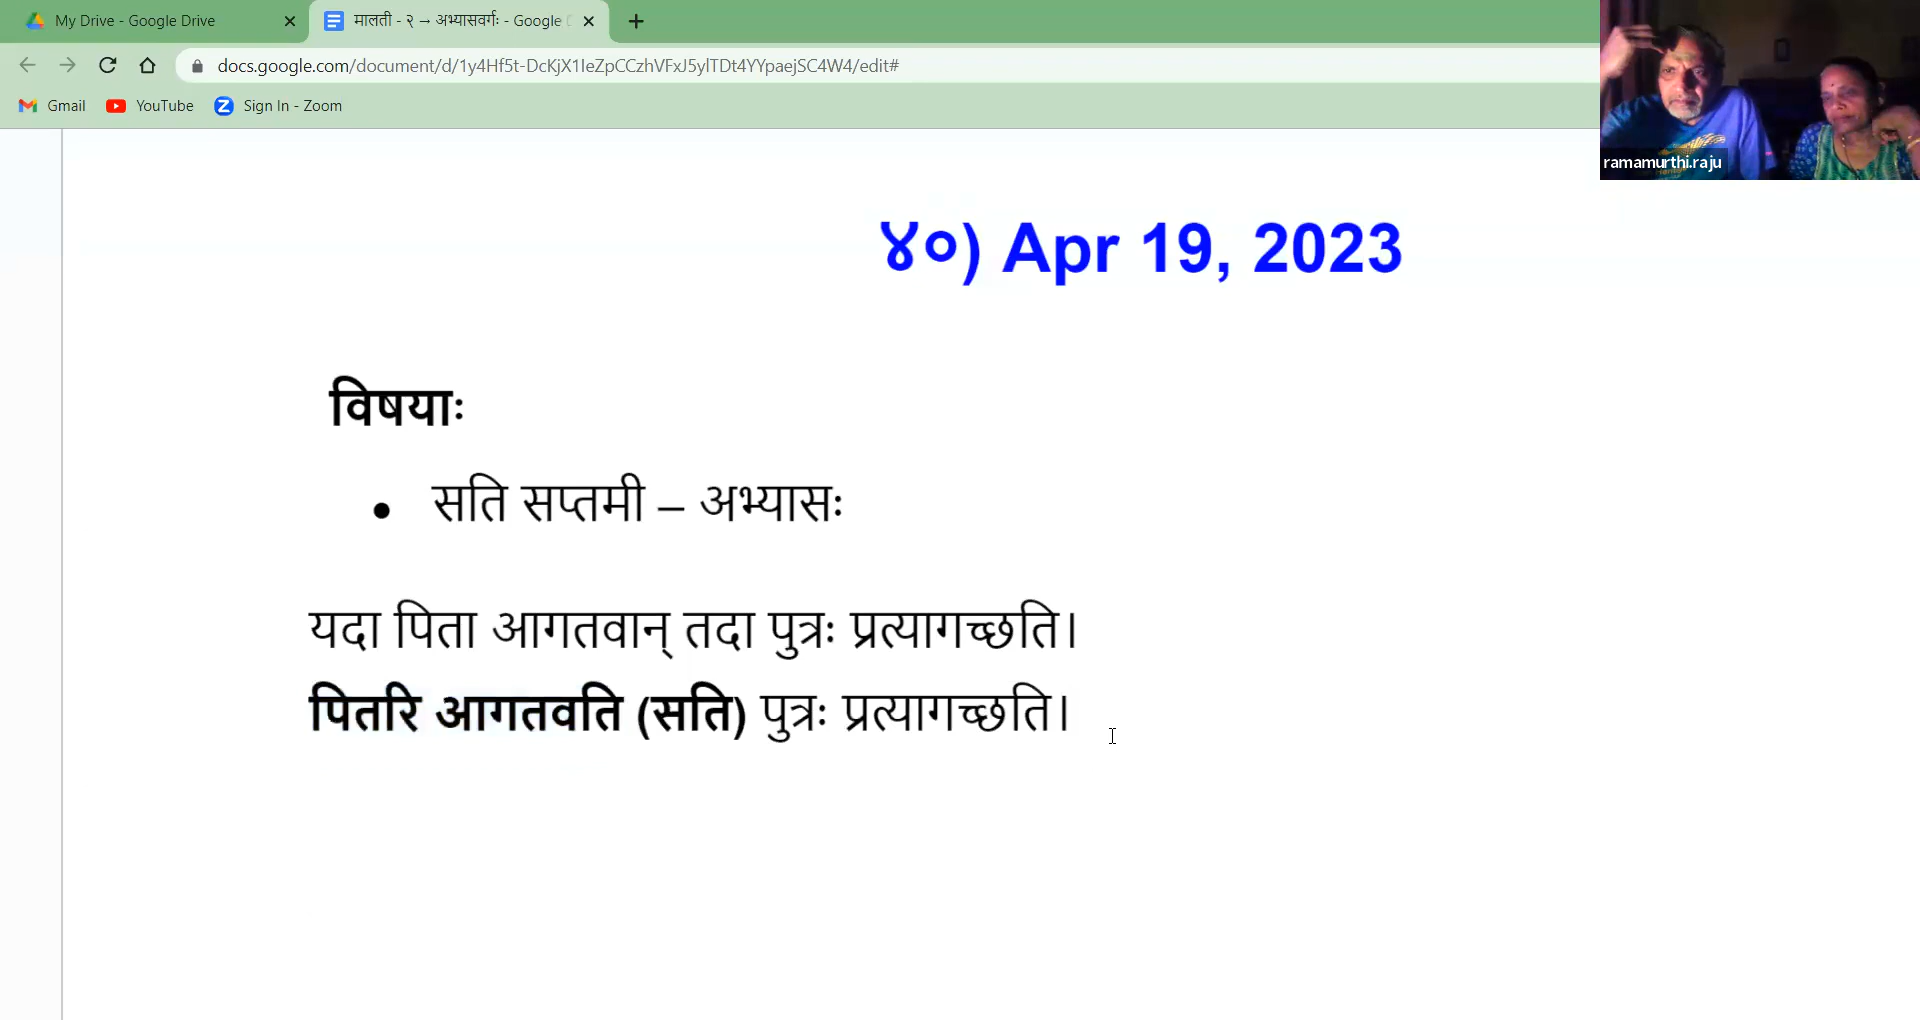 My Drive - Google Drive
मालती - २ → अभ्यासवर्गः - Google
docs.google.com/document/d/1y4Hf5t-DcKjX1IeZpCCzhVFxJ5ylTDt4YYpaejSC4W4/edit#
Gmail YouTube Sign In - Zoom
ramamurthi.raju
४०) Apr 19, 2023
विषयाः
• सति सप्तमी – अभ्यासः
यदा पिता आगतवान् तदा पुत्रः प्रत्यागच्छति।
पितरि आगतवति (सति) पुत्रः प्रत्यागच्छति।